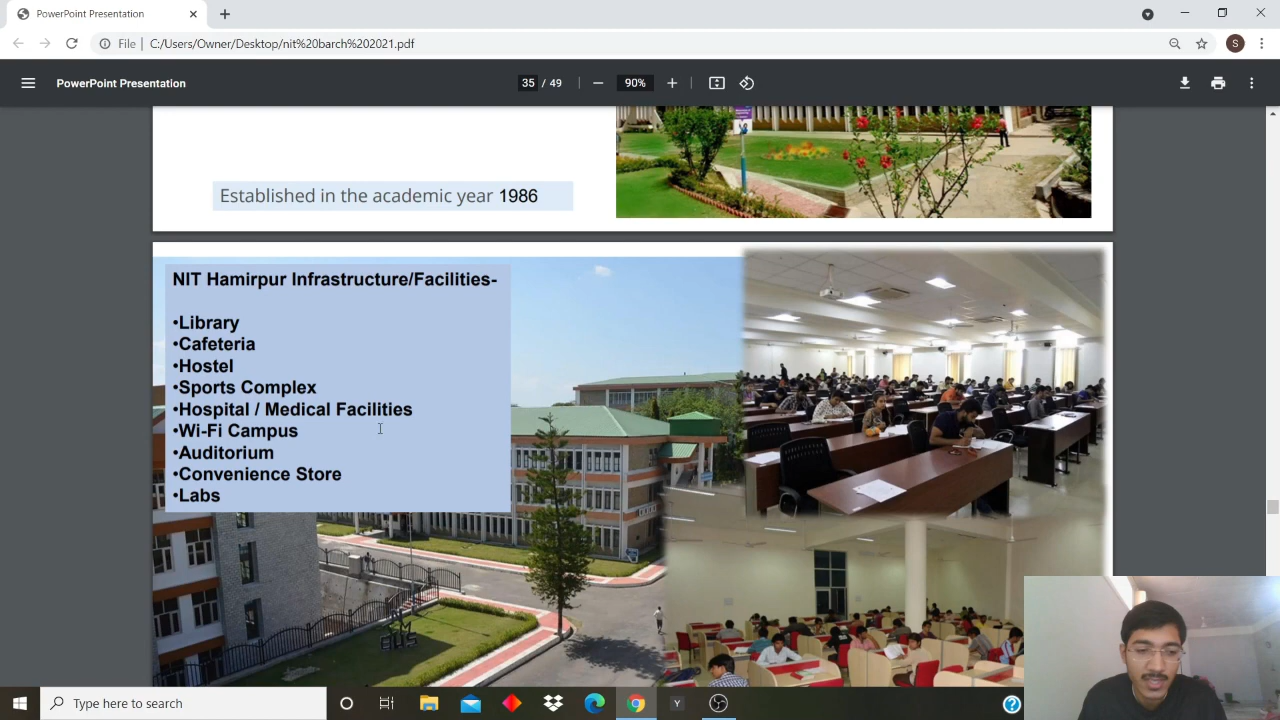 PowerPoint Presentation
File
C:/Users/Owner/Desktop/nit%20barch%202021.pdf
S
PowerPoint Presentation
35 / 49
90%
Established in the academic year 1986
NIT Hamirpur Infrastructure/Facilities-
•Library
•Cafeteria
•Hostel
•Sports Complex
•Hospital / Medical Facilities
•Wi-Fi Campus
•Auditorium
•Convenience Store
•Labs
Type here to search
Y